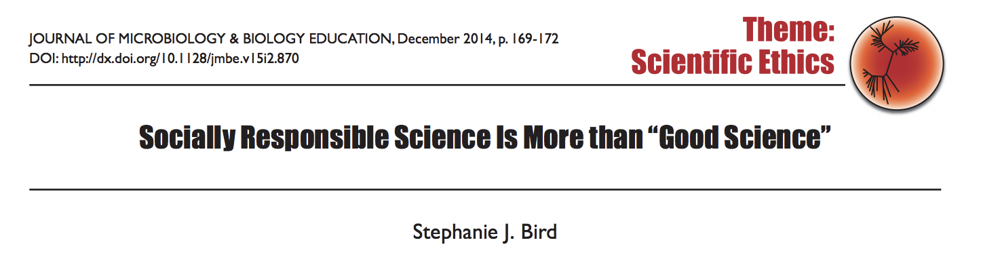 JOURNAL OF MICROBIOLOGY & BIOLOGY EDUCATION, December 2014, p. 169-172
DOI: http://dx.doi.org/10.1128/jmbe.v15i2.870
Theme:
Scientific Ethics
Socially Responsible Science Is More than “Good Science”
Stephanie J. Bird